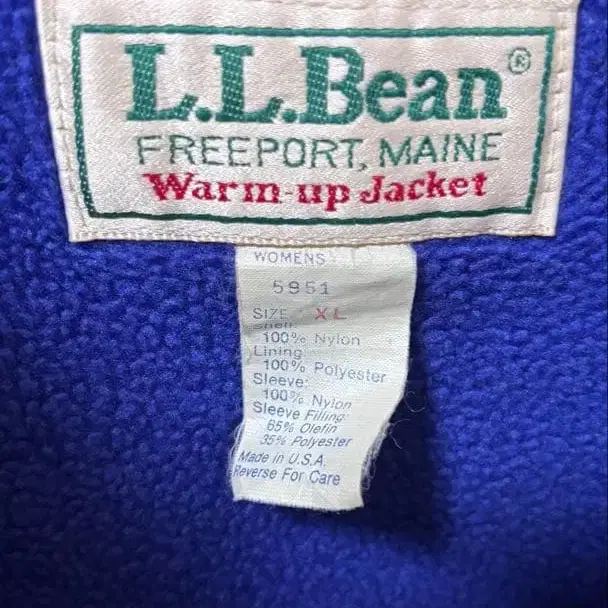 L.L.Bean®
FREEPORT, MAINE
Warm-up Jacket
WOMENS
5951
SIZE XL
Shell:
100% Nylon
Lining
100% Polyester
Sleeve:
100% Nylon
Sleeve Filling:
65% Olefin
35% Polyester
Made in U.S.A.
Reverse For Care